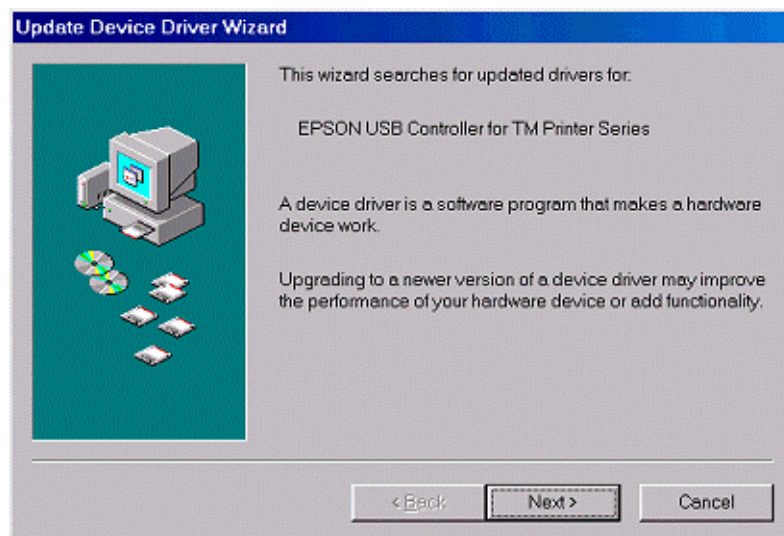 Update Device Driver Wizard
This wizard searches for updated drivers for:
EPSON USB Controller for TM Printer Series
A device driver is a software program that makes a hardware
device work.
Upgrading to a newer version of a device driver may improve
the performance of your hardware device or add functionality.
< Back
Next >
Cancel